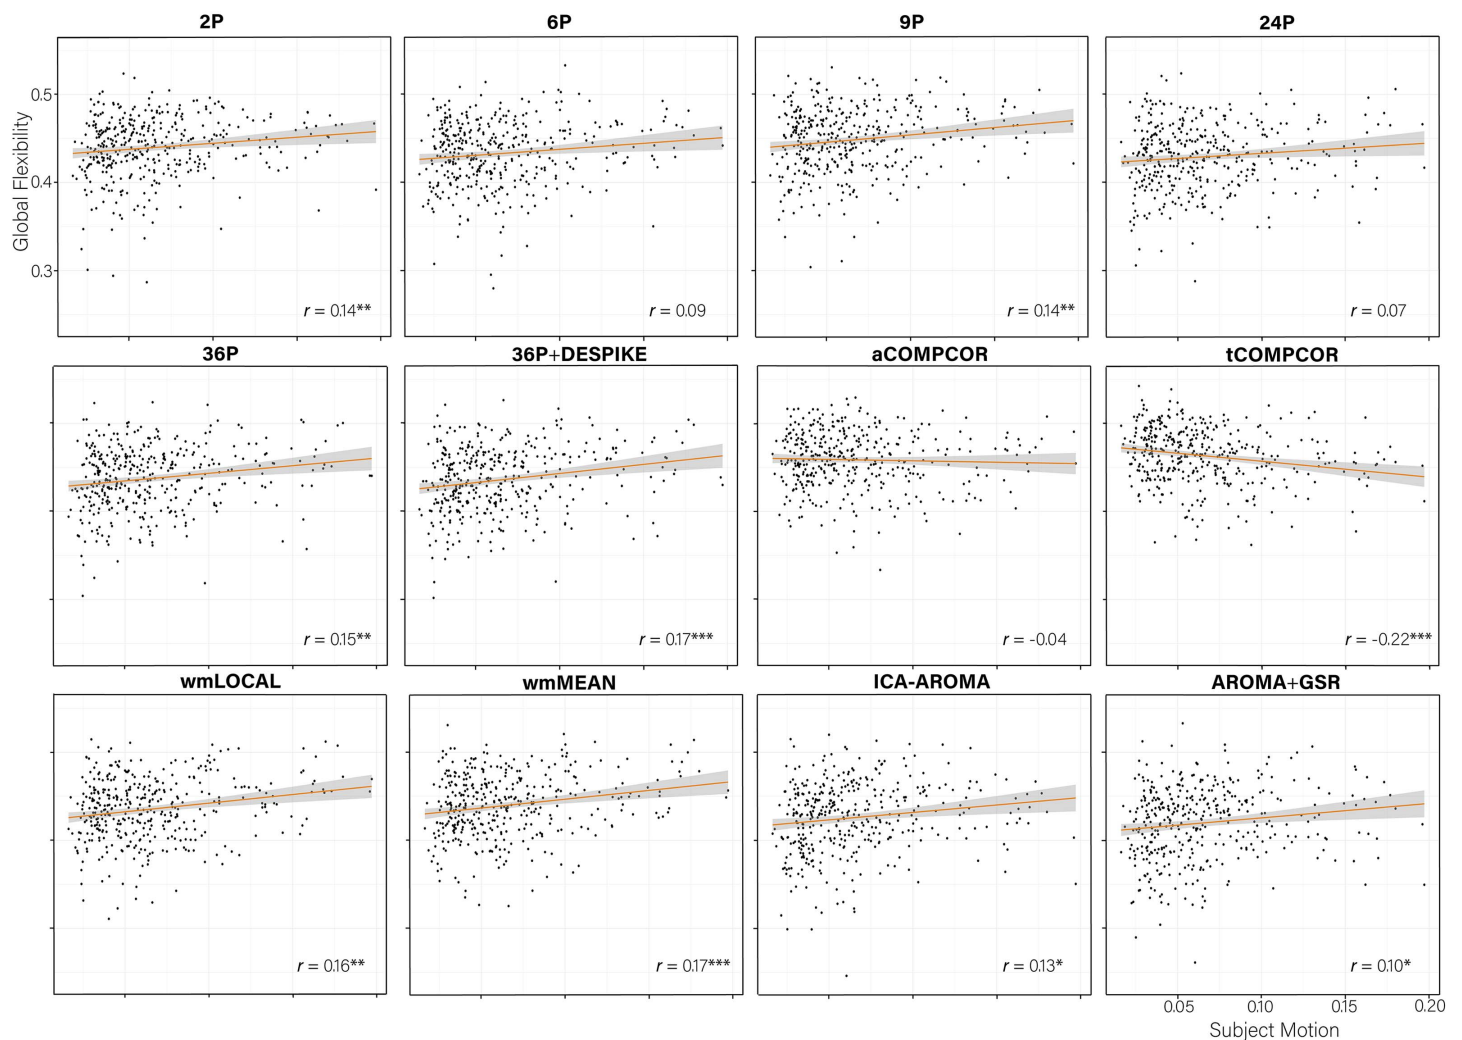 2P 6P 9P 24P
Global Flexibility
0.5
0.4
0.3
r = 0.14** r = 0.09 r = 0.14** r = 0.07
36P 36P+DESPIKE aCOMPCOR tCOMPCOR
r = 0.15** r = 0.17*** r = -0.04 r = -0.22***
wmLOCAL wmMEAN ICA-AROMA AROMA+GSR
r = 0.16** r = 0.17*** r = 0.13* r = 0.10*
0.05 0.10 0.15 0.20
Subject Motion